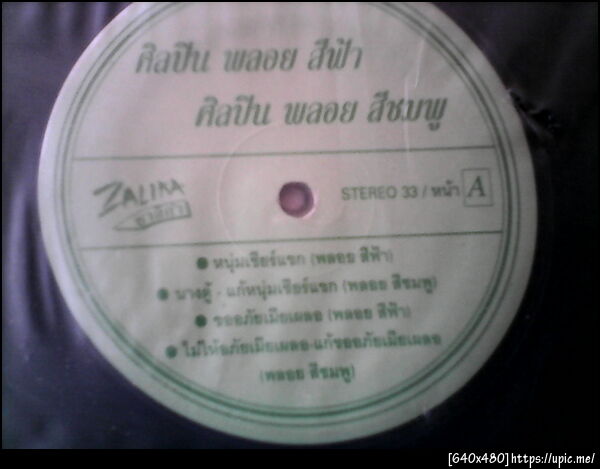 ศิลปิน พลอย สีฟ้า
ศิลปิน พลอย สีชมพู
ZALIKA
ซาลิก้า
STEREO 33 / หน้า A
● หนุ่มเชียร์แขก (พลอย สีฟ้า)
● นางตู้ - แก้หนุ่มเชียร์แขก (พลอย สีชมพู)
● ขออภัยเมียเผลอ (พลอย สีฟ้า)
● ไม่ให้อภัยเมียเผลอ-แก้ขออภัยเมียเผลอ
(พลอย สีชมพู)
[640x480]https://upic.me/